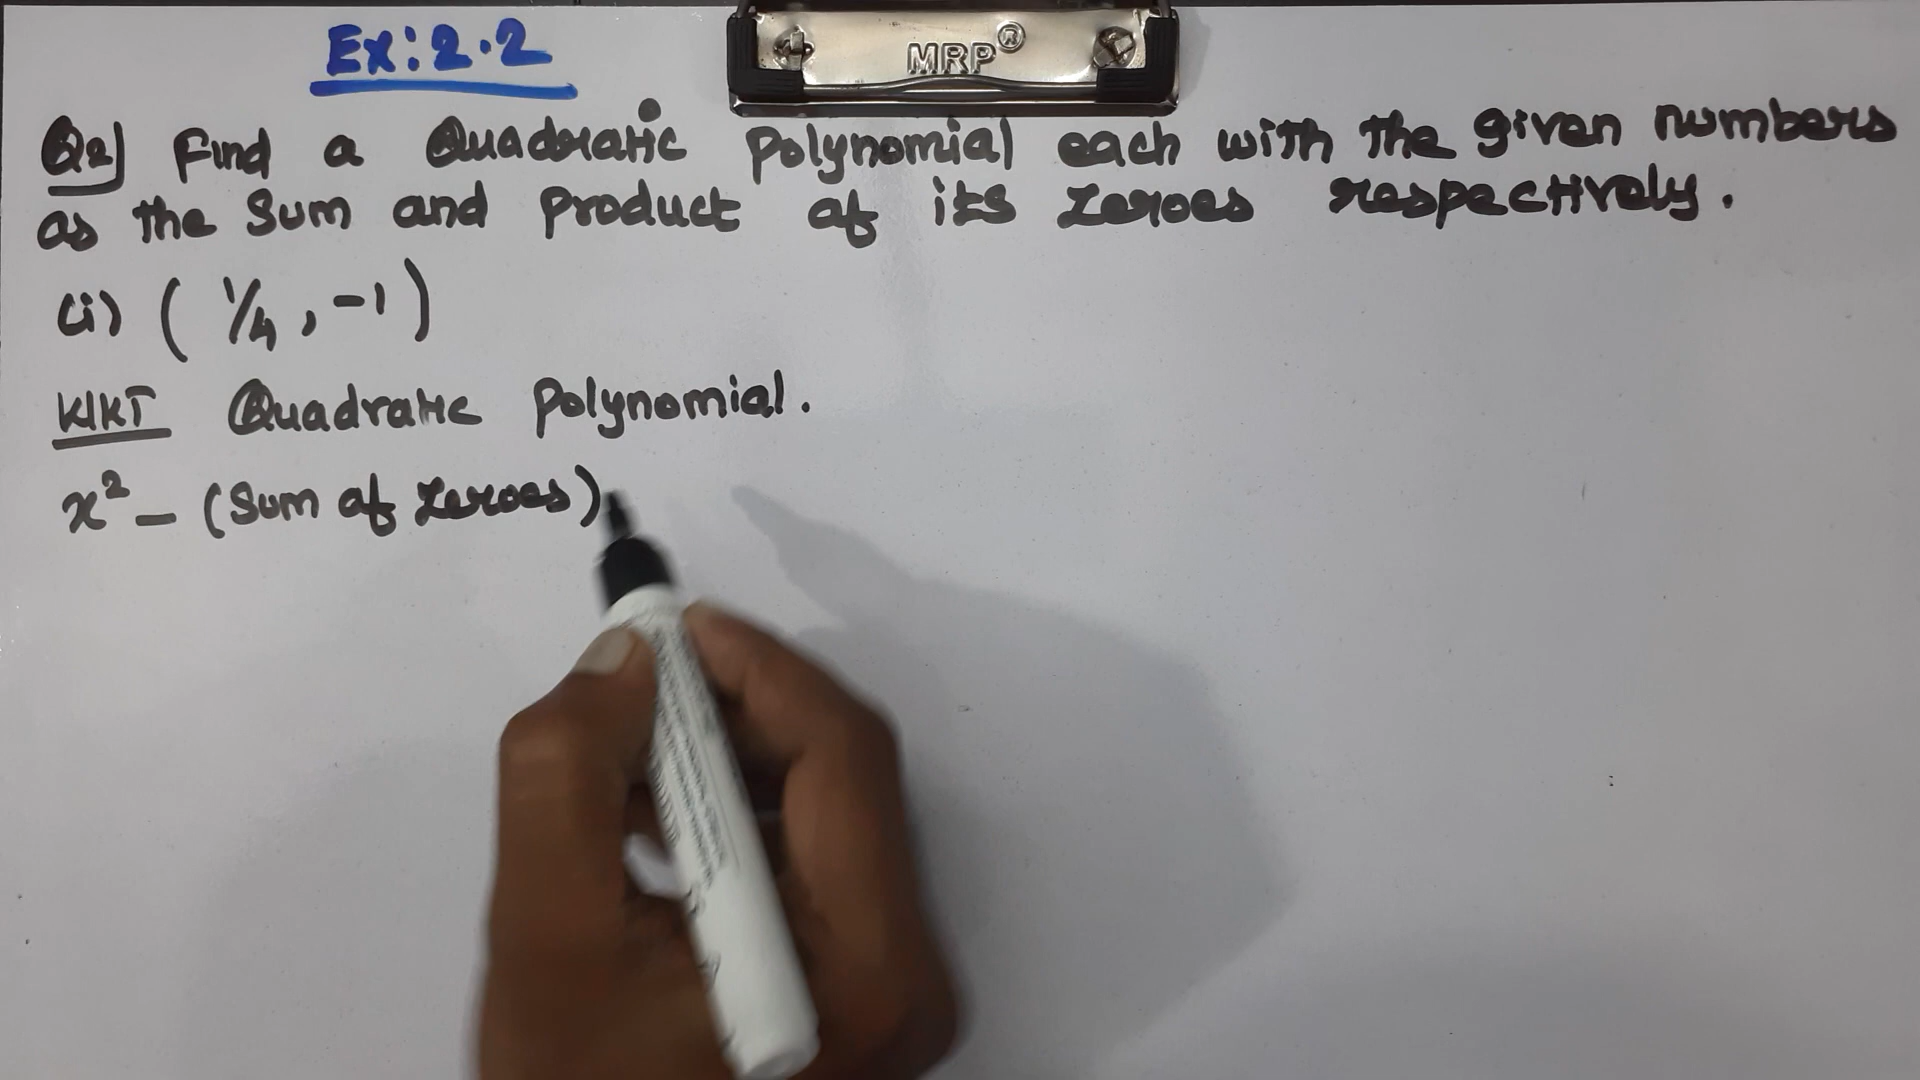 MRP®
Ex: 2.2
Q2) Find a Quadratic Polynomial each with the given numbers
as the Sum and product of its zeroes respectively.
(i) ( 1/4 , -1 )
WKT Quadratic Polynomial.
x² - (Sum of zeroes)